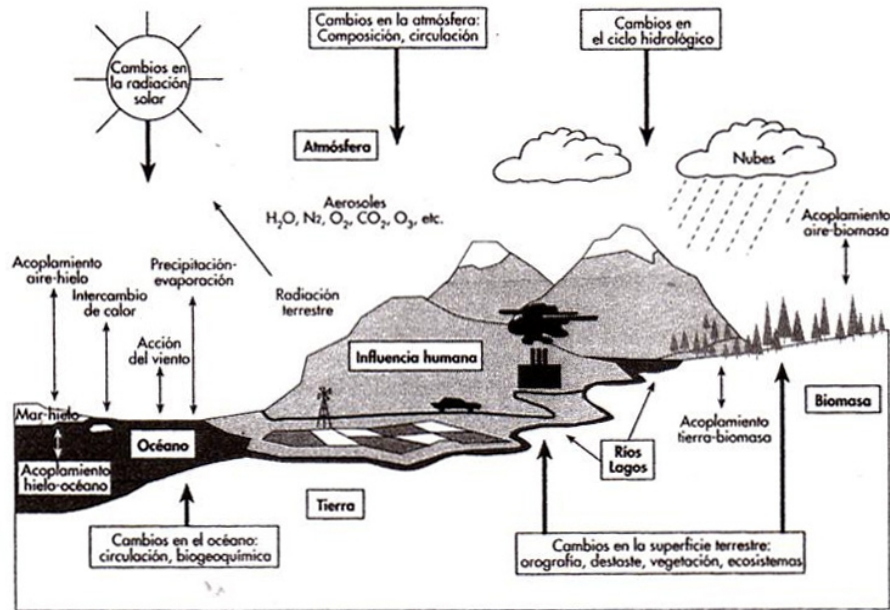 Cambios en la atmósfera:
Composición, circulación
Cambios en
el ciclo hidrológico
Cambios en
la radiación
solar
Atmósfera
Nubes
Aerosoles
H₂O, N₂, O₂, CO₂, O₃, etc.
Acoplamiento
aire-biomasa
Acoplamiento
aire-hielo
Precipitación-
evaporación
Intercambio
de calor
Radiación
terrestre
Acción
del viento
Influencia humana
Mar-hielo
Océano
Acoplamiento
hielo-océano
Biomasa
Acoplamiento
tierra-biomasa
Ríos
Lagos
Tierra
Cambios en el océano:
circulación, biogeoquímica
Cambios en la superficie terrestre:
orografía, destaste, vegetación, ecosistemas